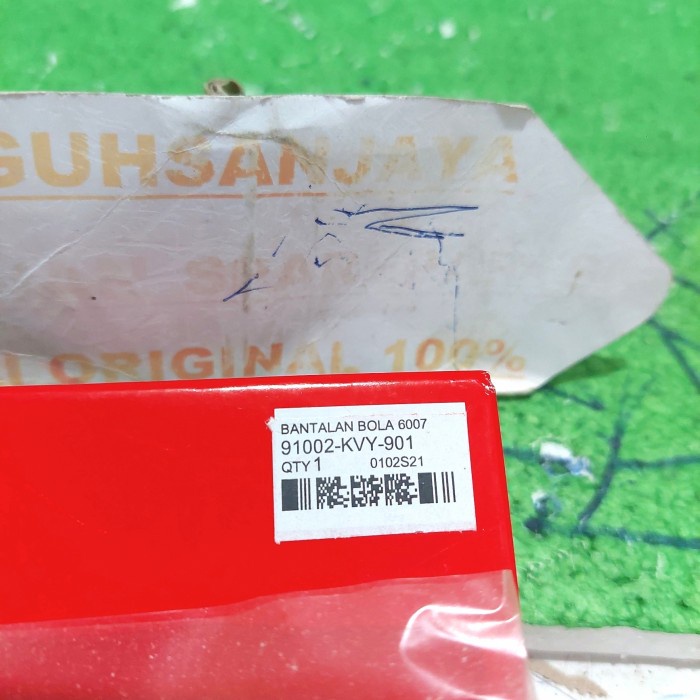 GUHSANJAYA
ORIGINAL 100%
BANTALAN BOLA 6007
91002-KVY-901
QTY 1 0102S21